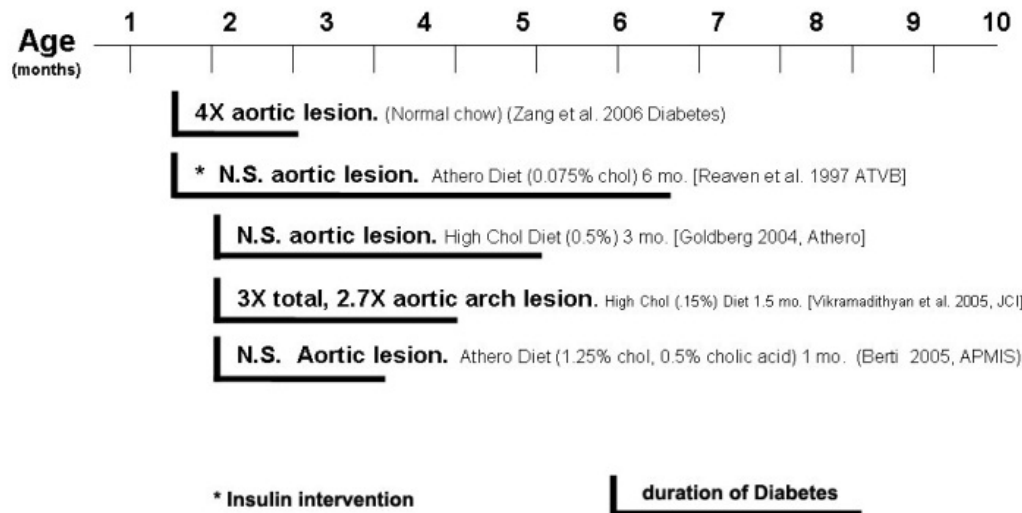 1 2 3 4 5 6 7 8 9 10
Age
(months)
4X aortic lesion. (Normal chow) (Zang et al. 2006 Diabetes)
* N.S. aortic lesion. Athero Diet (0.075% chol) 6 mo. [Reaven et al. 1997 ATVB]
N.S. aortic lesion. High Chol Diet (0.5%) 3 mo. [Goldberg 2004, Athero]
3X total, 2.7X aortic arch lesion. High Chol (.15%) Diet 1.5 mo. [Vikramadithyan et al. 2005, JCI]
N.S. Aortic lesion. Athero Diet (1.25% chol, 0.5% cholic acid) 1 mo. (Berti 2005, APMIS)
* Insulin intervention
duration of Diabetes